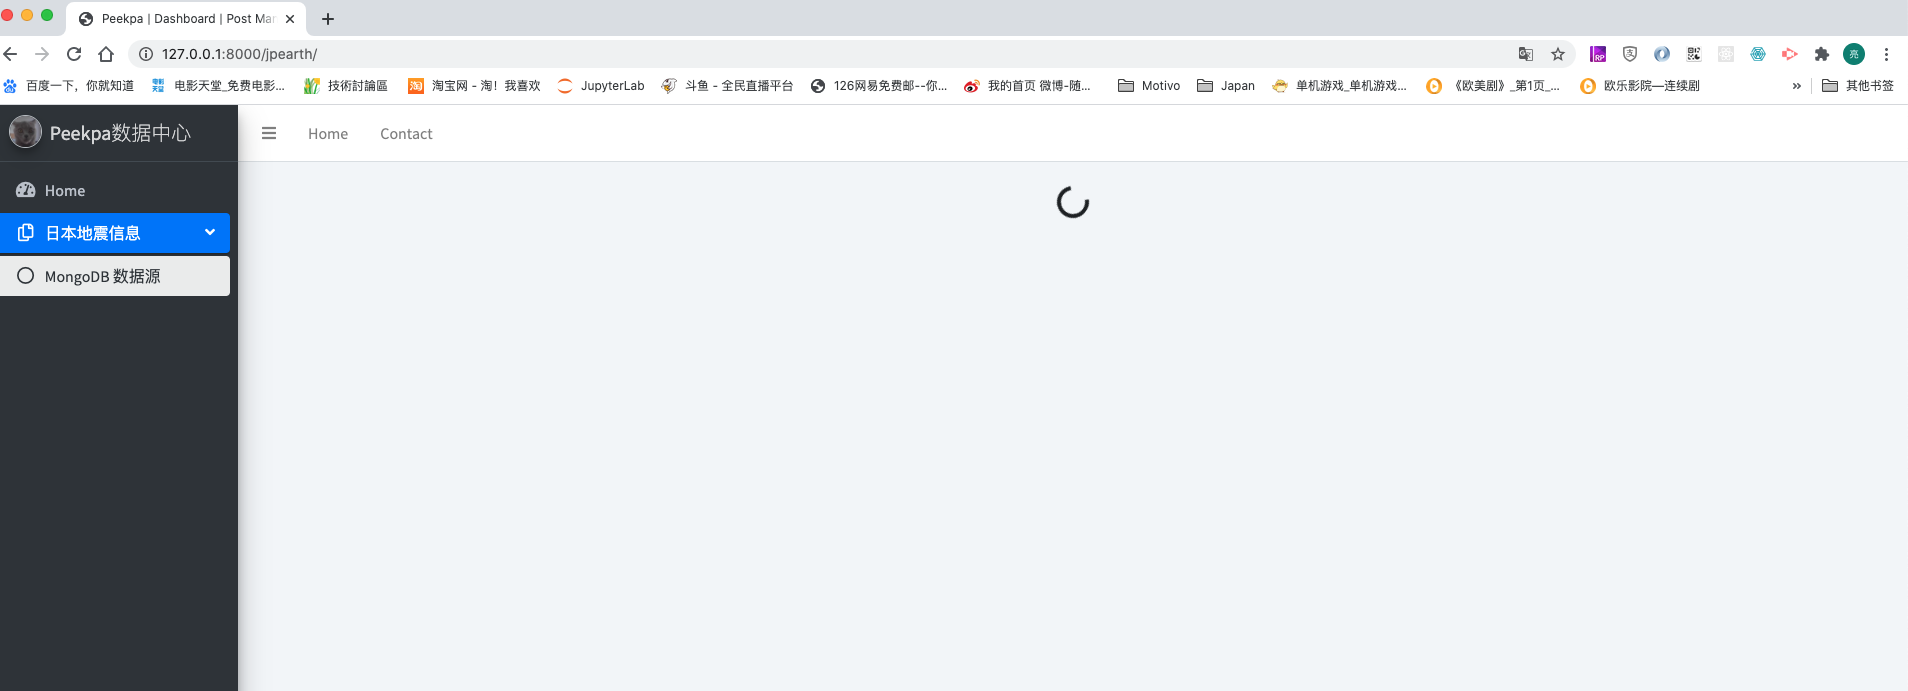 Peekpa | Dashboard | Post Mar
127.0.0.1:8000/jpearth/
百度一下，你就知道 电影天堂_免费电影... 技術討論區 淘宝网 - 淘！我喜欢 JupyterLab 斗鱼 - 全民直播平台 126网易免费邮--你... 我的首页 微博-随... Motivo Japan 单机游戏_单机游戏... 《欧美剧》_第1页_... 欧乐影院—连续剧 » 其他书签
Peekpa数据中心
Home Contact
Home
日本地震信息
MongoDB 数据源